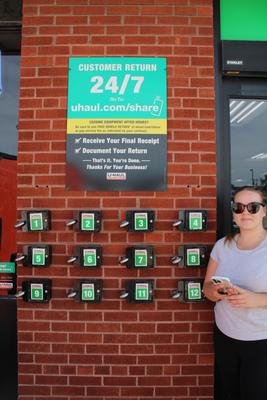 CUSTOMER RETURN
24/7
Go To:
uhaul.com/share
LEAVING EQUIPMENT AFTER HOURS?
Receive Your Final Receipt
Document Your Return
—That's It, You're Done.
Thanks For Your Business!
U-HAUL
STANLEY
1 2 3 4
5 6 7 8
9 10 11 12